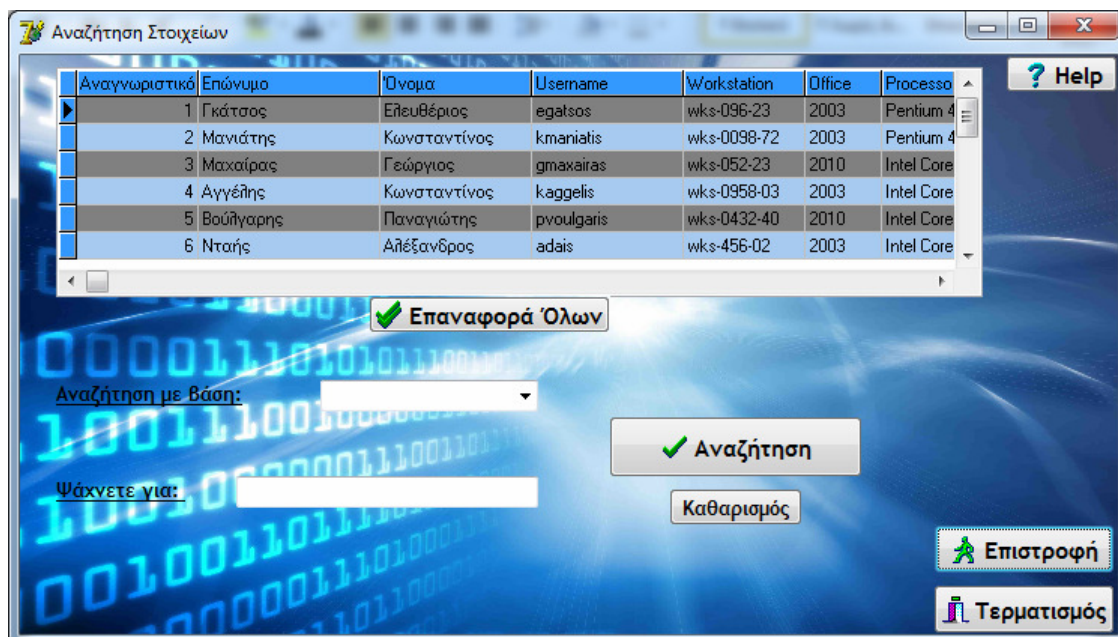 Αναζήτηση Στοιχείων
Help
Αναγνωριστικό Επώνυμο Όνομα Username Workstation Office Processo
1 Γκάτσος Ελευθέριος egatsos wks-096-23 2003 Pentium 4
2 Μανιάτης Κωνσταντίνος kmaniatis wks-0098-72 2003 Pentium 4
3 Μαχαίρας Γεώργιος gmaxairas wks-052-23 2010 Intel Core
4 Αγγέλης Κωνσταντίνος kaggelis wks-0958-03 2003 Intel Core
5 Βούλγαρης Παναγιώτης pvoulgaris wks-0432-40 2010 Intel Core
6 Νταής Αλέξανδρος adais wks-456-02 2003 Intel Core
Επαναφορά Όλων
Αναζήτηση με βάση:
Αναζήτηση
Ψάχνετε για:
Καθαρισμός
Επιστροφή
Τερματισμός